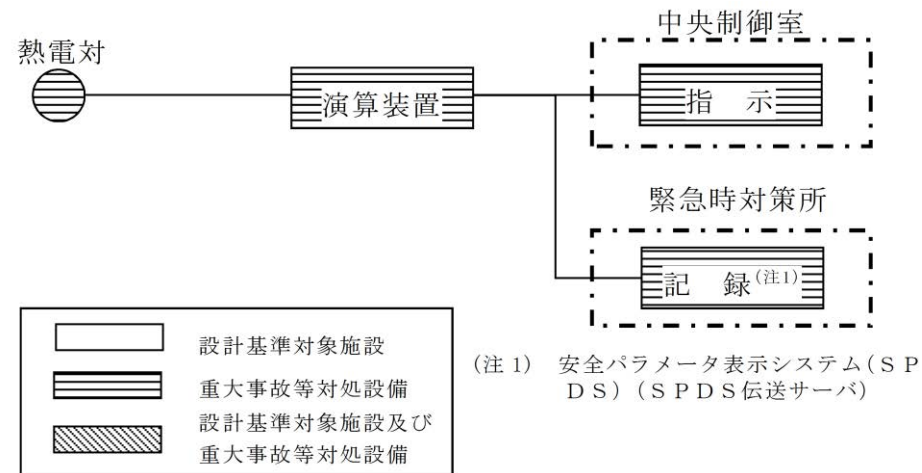 中央制御室
熱電対
演算装置
指　示
緊急時対策所
記　録(注1)
設計基準対象施設
重大事故等対処設備
設計基準対象施設及び
重大事故等対処設備
(注1)　安全パラメータ表示システム(ＳＰ
ＤＳ)(ＳＰＤＳ伝送サーバ)